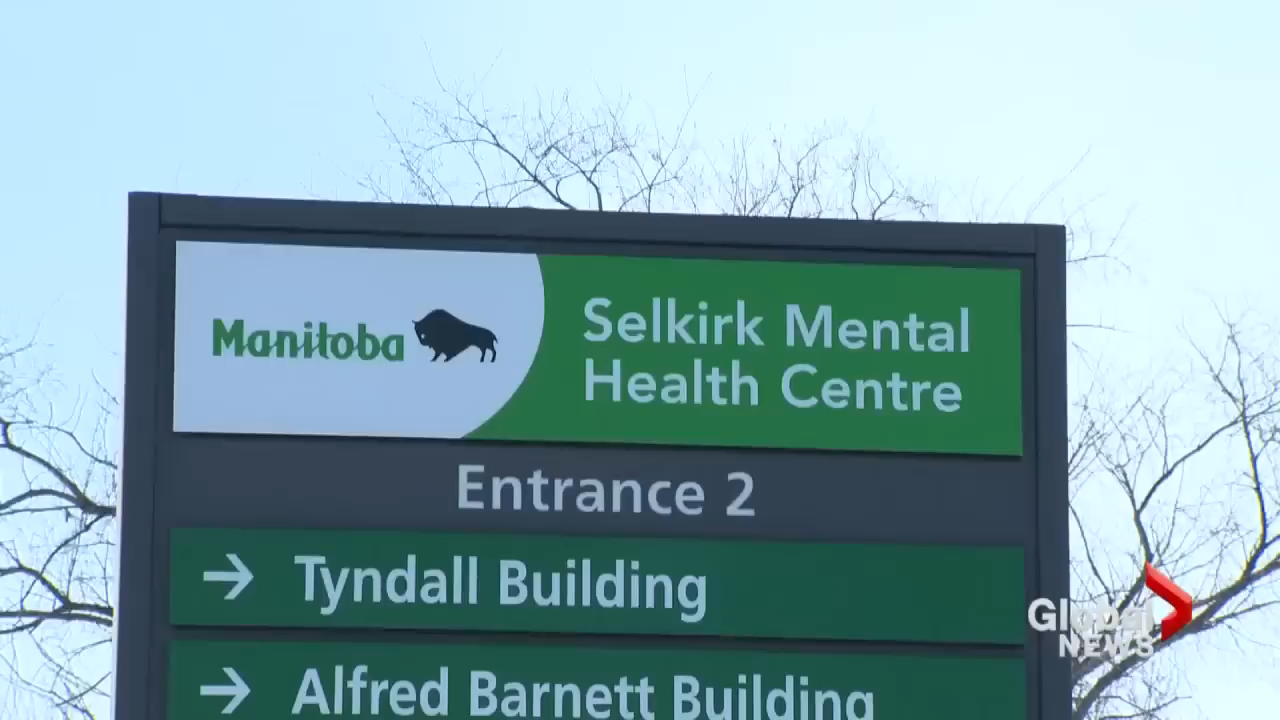 Manitoba
Selkirk Mental
Health Centre
Entrance 2
→ Tyndall Building
→ Alfred Barnett Building
Global
NEWS